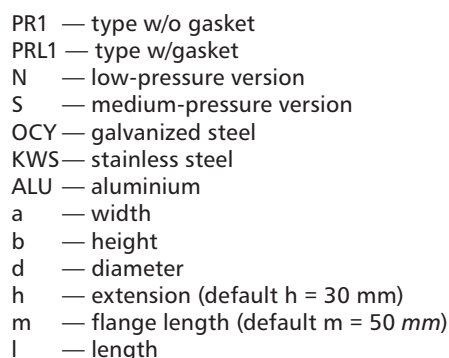 PR1 — type w/o gasket
PRL1 — type w/gasket
N — low-pressure version
S — medium-pressure version
OCY — galvanized steel
KWS — stainless steel
ALU — aluminium
a — width
b — height
d — diameter
h — extension (default h = 30 mm)
m — flange length (default m = 50 mm)
l — length